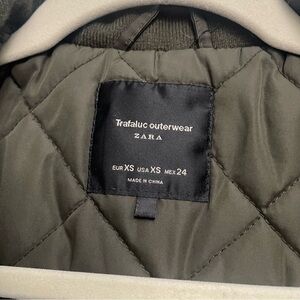 Trafaluc outerwear
ZARA
EUR XS USA XS MEX 24
MADE IN CHINA